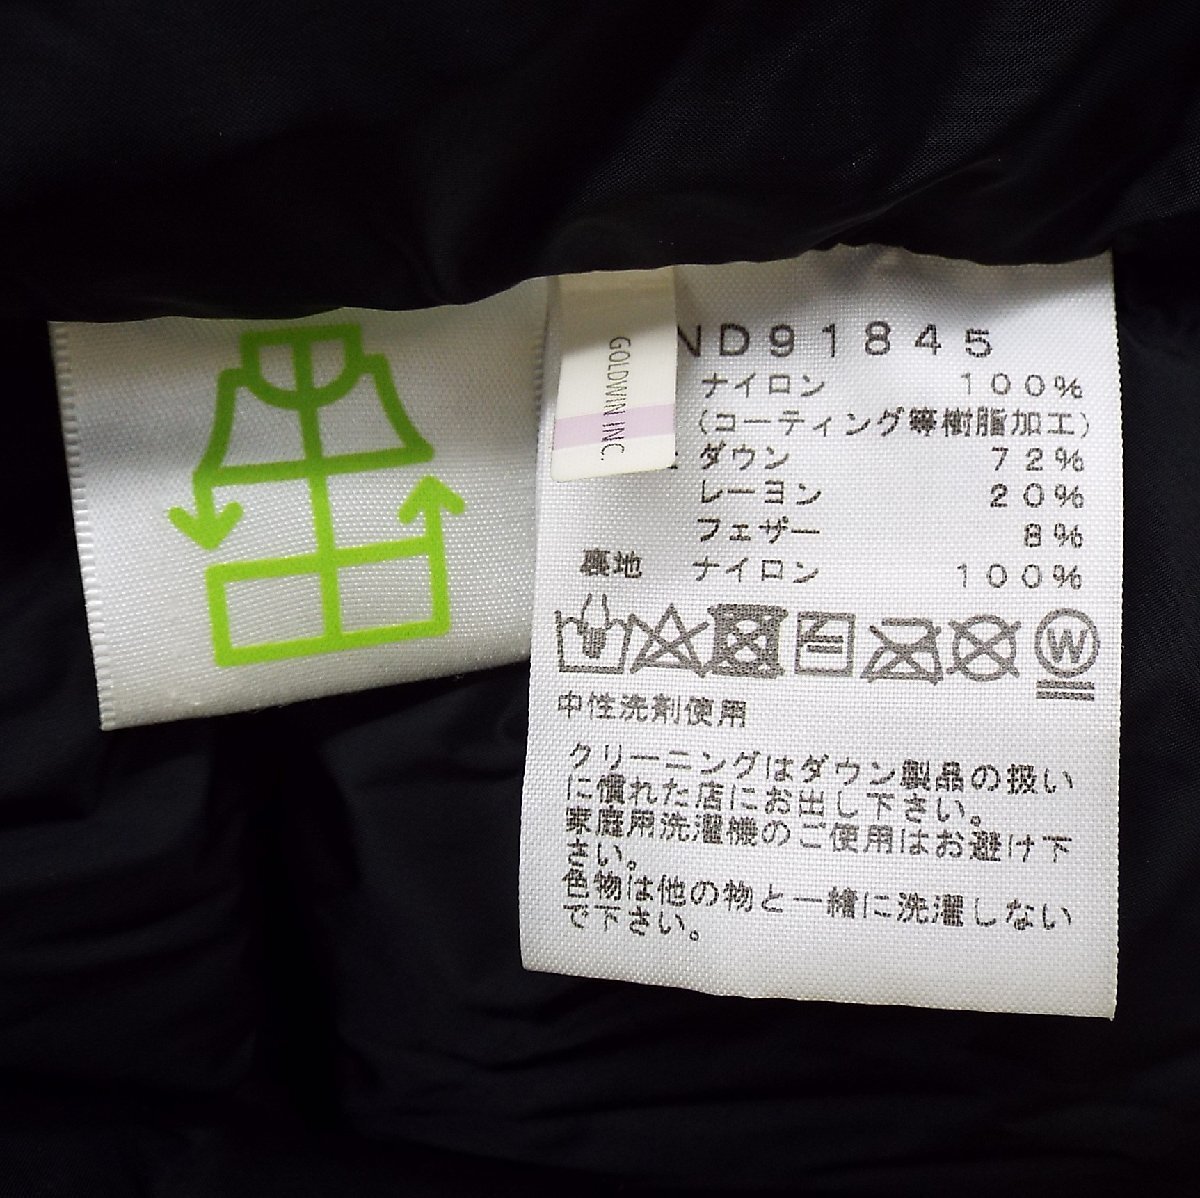 GOLDWIN INC.
ND91845
ナイロン 100%
(コーティング等樹脂加工)
ダウン 72%
レーヨン 20%
フェザー 8%
裏地 ナイロン 100%
W
中性洗剤使用
クリーニングはダウン製品の扱い
に慣れた店にお出し下さい。
家庭用洗濯機のご使用はお避け下
さい。
色物は他の物と一緒に洗濯しない
で下さい。